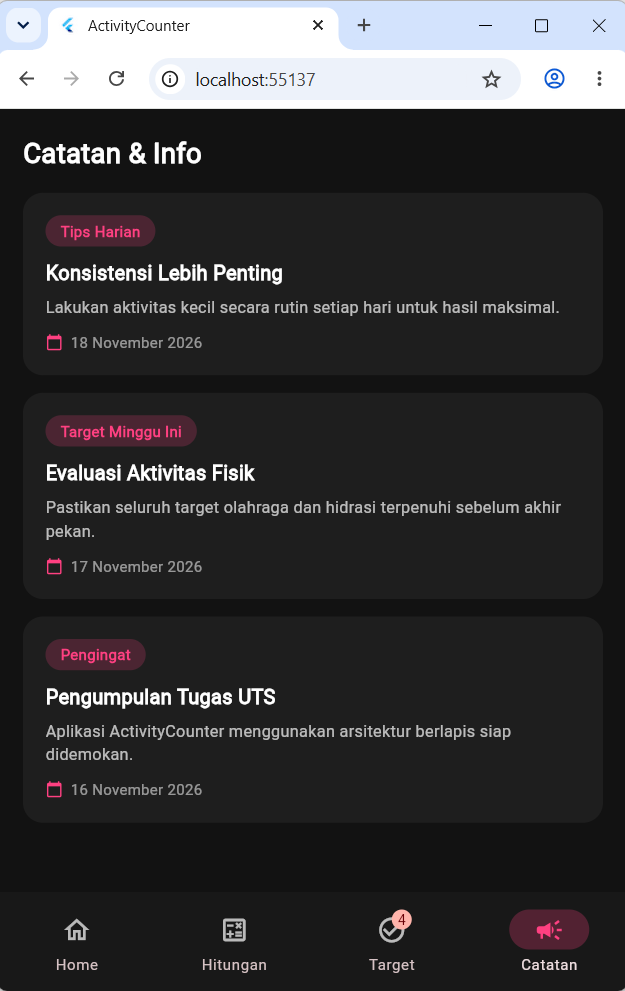 ActivityCounter
localhost:55137
Catatan & Info
Tips Harian
Konsistensi Lebih Penting
Lakukan aktivitas kecil secara rutin setiap hari untuk hasil maksimal.
18 November 2026
Target Minggu Ini
Evaluasi Aktivitas Fisik
Pastikan seluruh target olahraga dan hidrasi terpenuhi sebelum akhir
pekan.
17 November 2026
Pengingat
Pengumpulan Tugas UTS
Aplikasi ActivityCounter menggunakan arsitektur berlapis siap
didemokan.
16 November 2026
4
Home
Hitungan
Target
Catatan